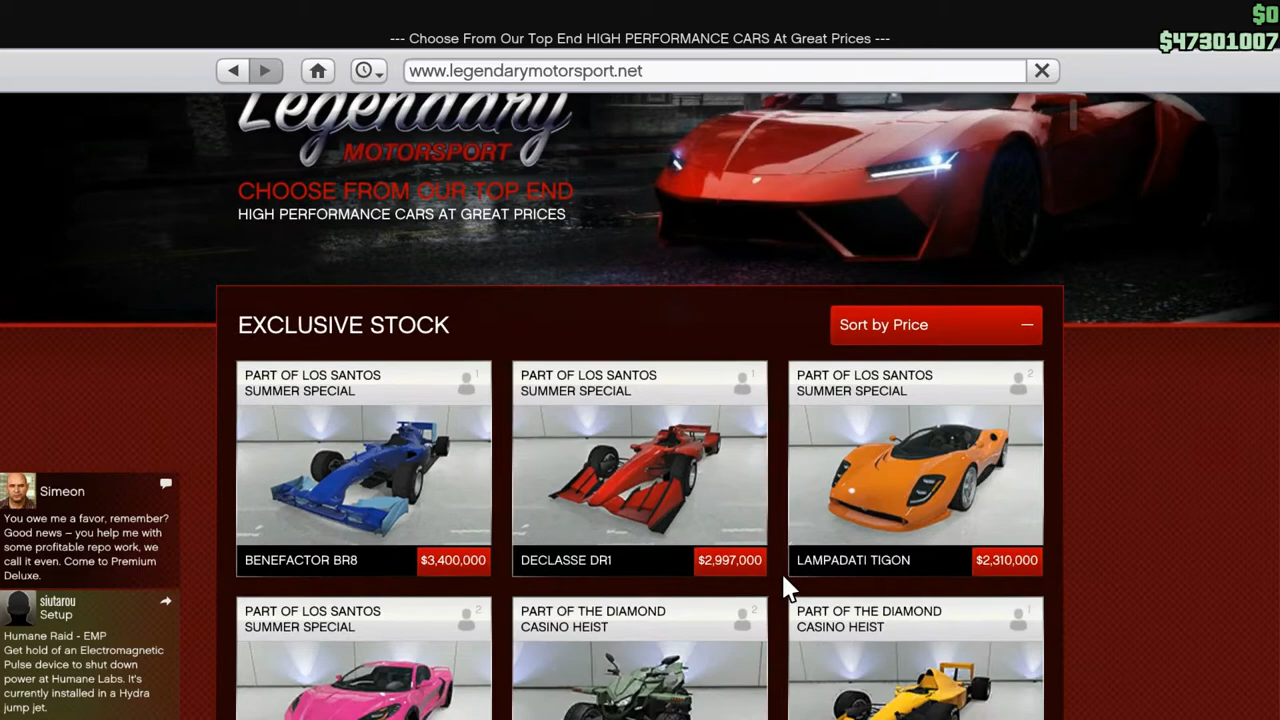 $0
--- Choose From Our Top End HIGH PERFORMANCE CARS At Great Prices ---
$47301007
www.legendarymotorsport.net
Legendary
MOTORSPORT
CHOOSE FROM OUR TOP END
HIGH PERFORMANCE CARS AT GREAT PRICES
EXCLUSIVE STOCK
Sort by Price
PART OF LOS SANTOS
SUMMER SPECIAL
1
BENEFACTOR BR8
$3,400,000
PART OF LOS SANTOS
SUMMER SPECIAL
1
DECLASSE DR1
$2,997,000
PART OF LOS SANTOS
SUMMER SPECIAL
2
LAMPADATI TIGON
$2,310,000
PART OF LOS SANTOS
SUMMER SPECIAL
2
PART OF THE DIAMOND
CASINO HEIST
2
PART OF THE DIAMOND
CASINO HEIST
1
Simeon
You owe me a favor, remember?
Good news – you help me with
some profitable repo work, we
call it even. Come to Premium
Deluxe.
siutarou
Setup
Humane Raid - EMP
Get hold of an Electromagnetic
Pulse device to shut down
power at Humane Labs. It's
currently installed in a Hydra
jump jet.